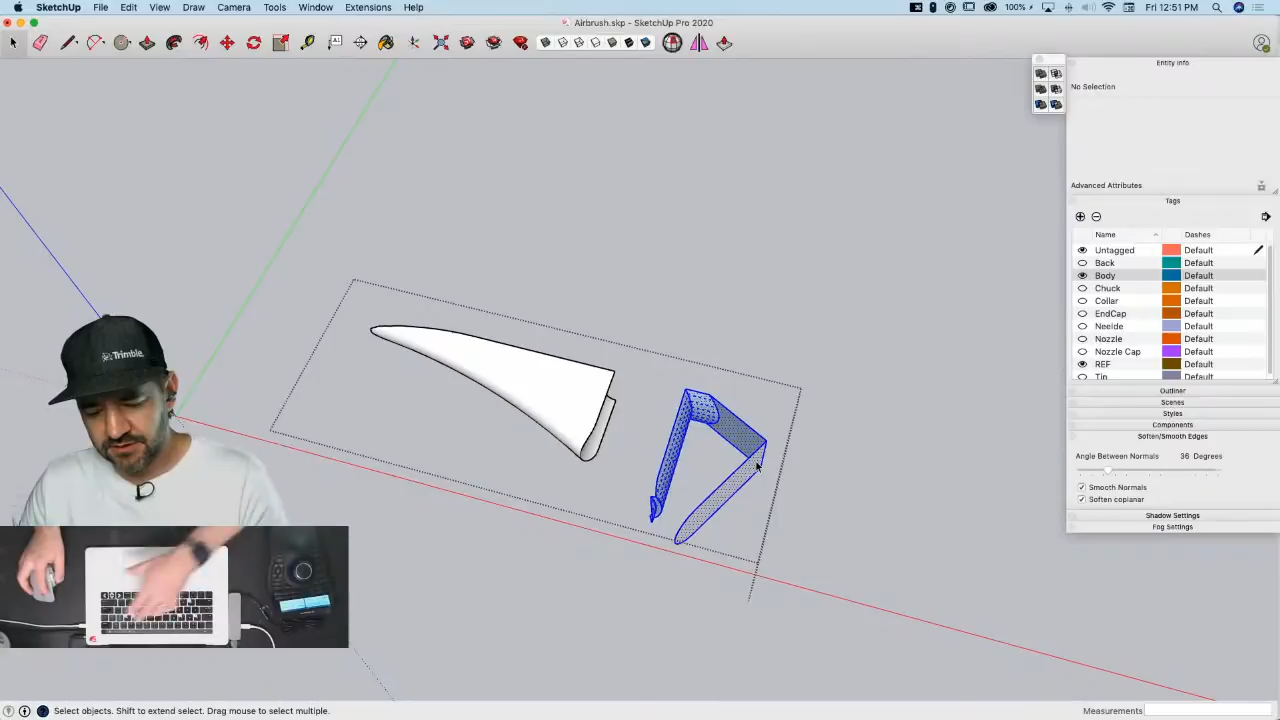 SketchUp File Edit View Draw Camera Tools Window Extensions Help 100% Fri 12:51 PM
Airbrush.skp - SketchUp Pro 2020
Entity Info
No Selection
Advanced Attributes
Tags
Name Dashes
Untagged Default
Back Default
Body Default
Chuck Default
Collar Default
EndCap Default
Neelde Default
Nozzle Default
Nozzle Cap Default
REF Default
Tip Default
Outliner
Scenes
Styles
Components
Soften/Smooth Edges
Angle Between Normals 36 Degrees
Smooth Normals
Soften coplanar
Shadow Settings
Fog Settings
Trimble
Select objects. Shift to extend select. Drag mouse to select multiple. Measurements